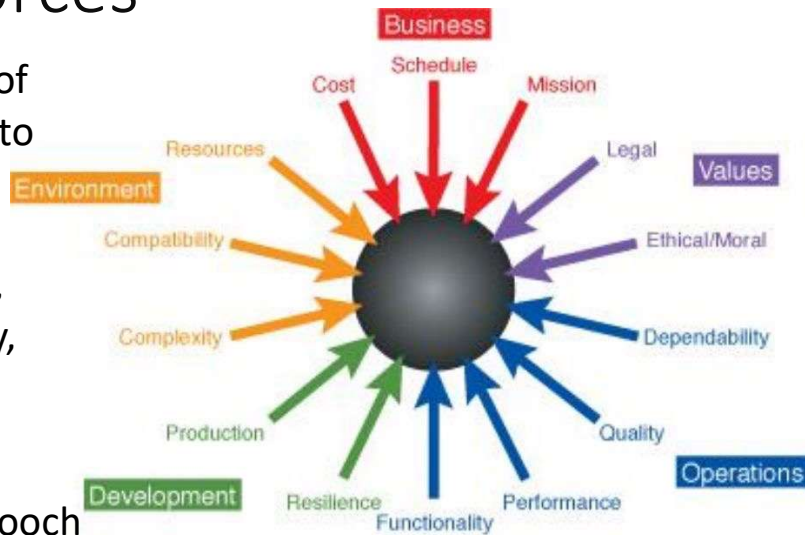 of
to
,
y,
ooch
Business
Schedule
Cost
Mission
Resources
Legal
Environment
Values
Compatibility
Ethical/Moral
Complexity
Dependability
Production
Quality
Development
Operations
Resilience
Performance
Functionality